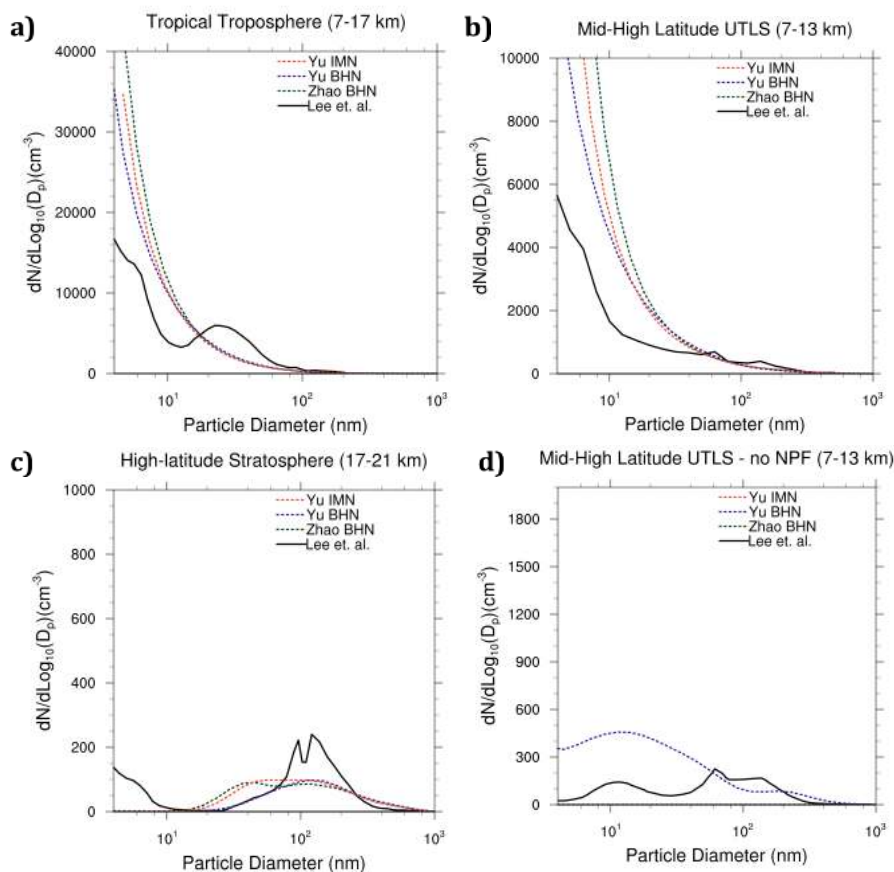 a)
Tropical Troposphere (7-17 km)
40000
30000
20000
10000
0
dN/dLog10(Dp)(cm-3)
Yu IMN
Yu BHN
Zhao BHN
Lee et. al.
10^1
10^2
10^3
Particle Diameter (nm)
b)
Mid-High Latitude UTLS (7-13 km)
10000
8000
6000
4000
2000
0
dN/dLog10(Dp)(cm-3)
Yu IMN
Yu BHN
Zhao BHN
Lee et. al.
10^1
10^2
10^3
Particle Diameter (nm)
c)
High-latitude Stratosphere (17-21 km)
1000
800
600
400
200
0
dN/dLog10(Dp)(cm-3)
Yu IMN
Yu BHN
Zhao BHN
Lee et. al.
10^1
10^2
10^3
Particle Diameter (nm)
d)
Mid-High Latitude UTLS - no NPF (7-13 km)
1800
1500
1200
900
600
300
0
dN/dLog10(Dp)(cm-3)
Yu IMN
Yu BHN
Zhao BHN
Lee et. al.
10^1
10^2
10^3
Particle Diameter (nm)